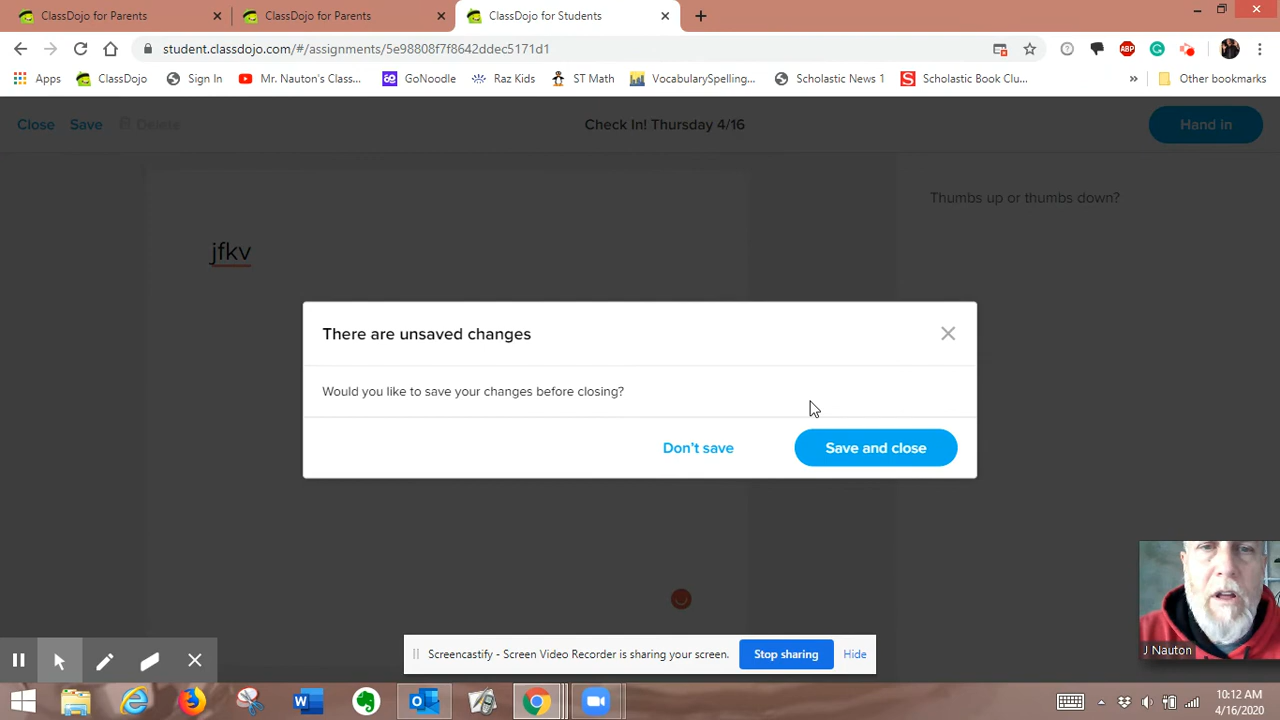 ClassDojo for Parents
ClassDojo for Parents
ClassDojo for Students
student.classdojo.com/#/assignments/5e98808f7f8642ddec5171d1
ABP
Apps
ClassDojo
Sign In
Mr. Nauton's Class...
GoNoodle
Raz Kids
ST Math
VocabularySpelling...
Scholastic News 1
Scholastic Book Clu...
Other bookmarks
Close
Save
Delete
Check In! Thursday 4/16
Hand in
Thumbs up or thumbs down?
jfkv
There are unsaved changes
Would you like to save your changes before closing?
Don't save
Save and close
J Nauton
Screencastify - Screen Video Recorder is sharing your screen.
Stop sharing
Hide
10:12 AM
4/16/2020